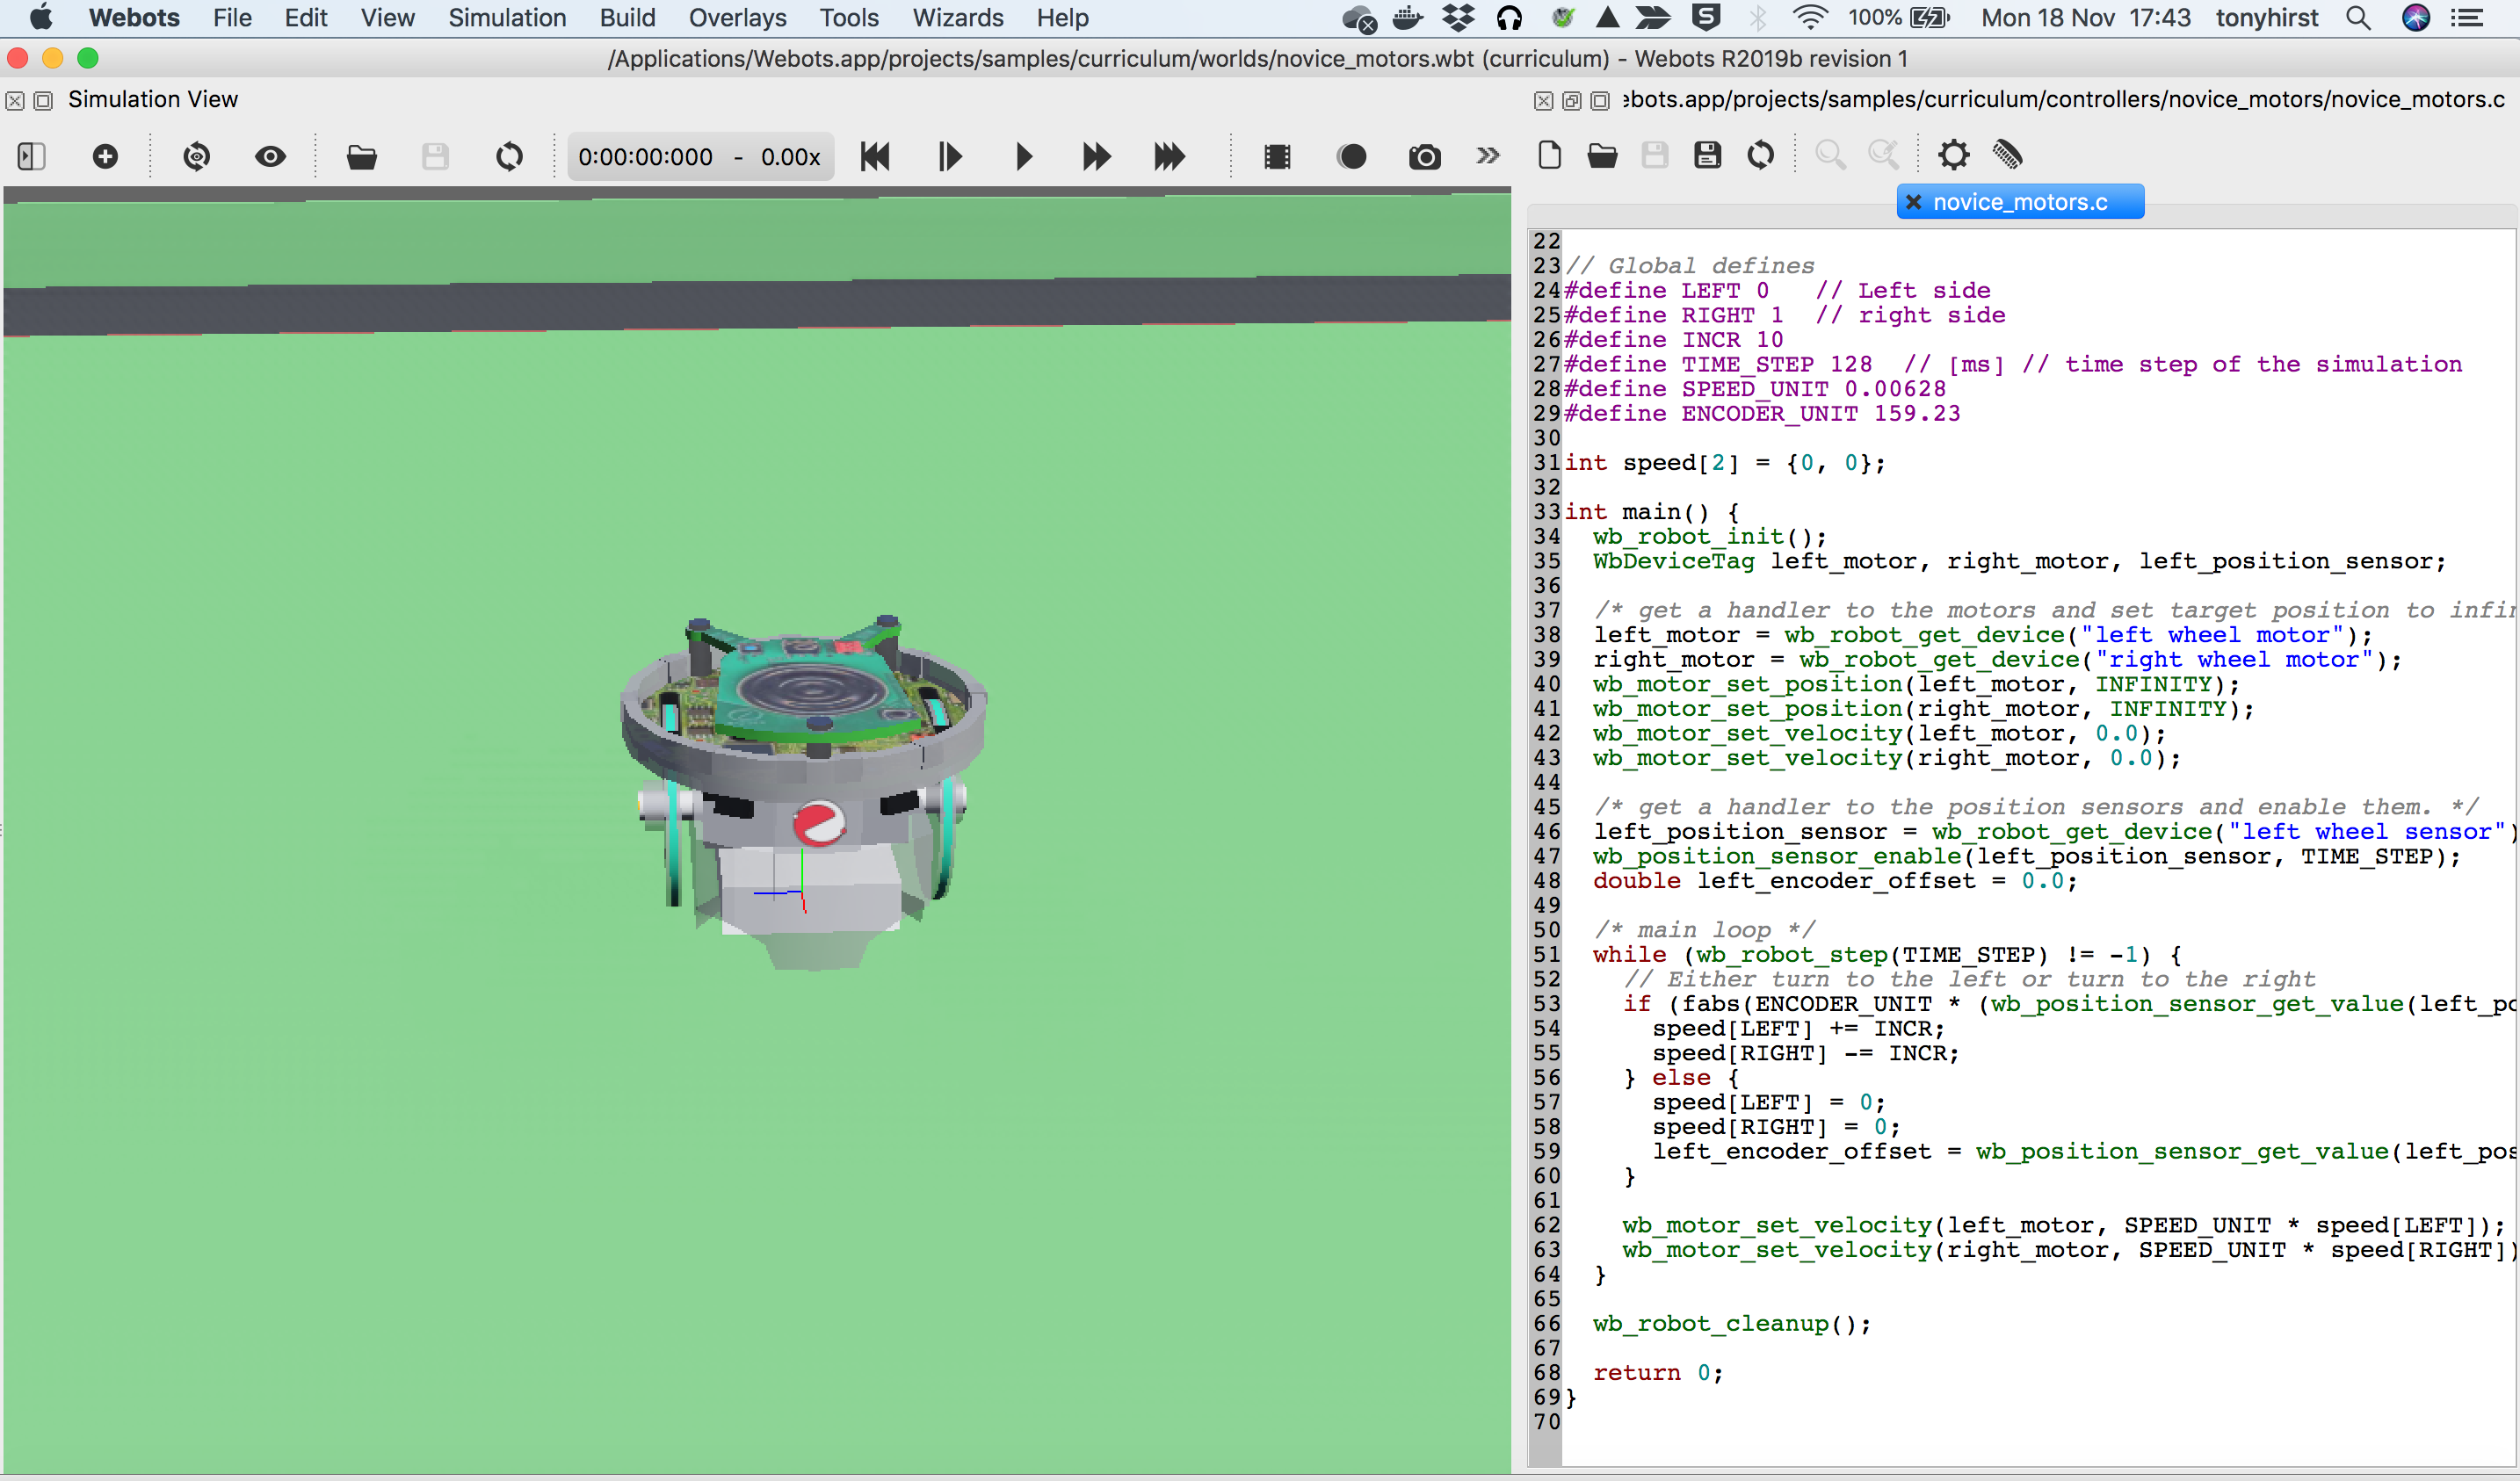 Webots File Edit View Simulation Build Overlays Tools Wizards Help 100% Mon 18 Nov 17:43 tonyhirst
/Applications/Webots.app/projects/samples/curriculum/worlds/novice_motors.wbt (curriculum) - Webots R2019b revision 1
Simulation View
ebots.app/projects/samples/curriculum/controllers/novice_motors/novice_motors.c
0:00:00:000 - 0.00x
novice_motors.c
22
23 // Global defines
24 #define LEFT 0   // Left side
25 #define RIGHT 1  // right side
26 #define INCR 10
27 #define TIME_STEP 128  // [ms] // time step of the simulation
28 #define SPEED_UNIT 0.00628
29 #define ENCODER_UNIT 159.23
30
31 int speed[2] = {0, 0};
32
33 int main() {
34   wb_robot_init();
35   WbDeviceTag left_motor, right_motor, left_position_sensor;
36
37   /* get a handler to the motors and set target position to infin
38   left_motor = wb_robot_get_device("left wheel motor");
39   right_motor = wb_robot_get_device("right wheel motor");
40   wb_motor_set_position(left_motor, INFINITY);
41   wb_motor_set_position(right_motor, INFINITY);
42   wb_motor_set_velocity(left_motor, 0.0);
43   wb_motor_set_velocity(right_motor, 0.0);
44
45   /* get a handler to the position sensors and enable them. */
46   left_position_sensor = wb_robot_get_device("left wheel sensor")
47   wb_position_sensor_enable(left_position_sensor, TIME_STEP);
48   double left_encoder_offset = 0.0;
49
50   /* main loop */
51   while (wb_robot_step(TIME_STEP) != -1) {
52     // Either turn to the left or turn to the right
53     if (fabs(ENCODER_UNIT * (wb_position_sensor_get_value(left_po
54       speed[LEFT] += INCR;
55       speed[RIGHT] -= INCR;
56     } else {
57       speed[LEFT] = 0;
58       speed[RIGHT] = 0;
59       left_encoder_offset = wb_position_sensor_get_value(left_pos
60     }
61
62     wb_motor_set_velocity(left_motor, SPEED_UNIT * speed[LEFT]);
63     wb_motor_set_velocity(right_motor, SPEED_UNIT * speed[RIGHT])
64   }
65
66   wb_robot_cleanup();
67
68   return 0;
69 }
70